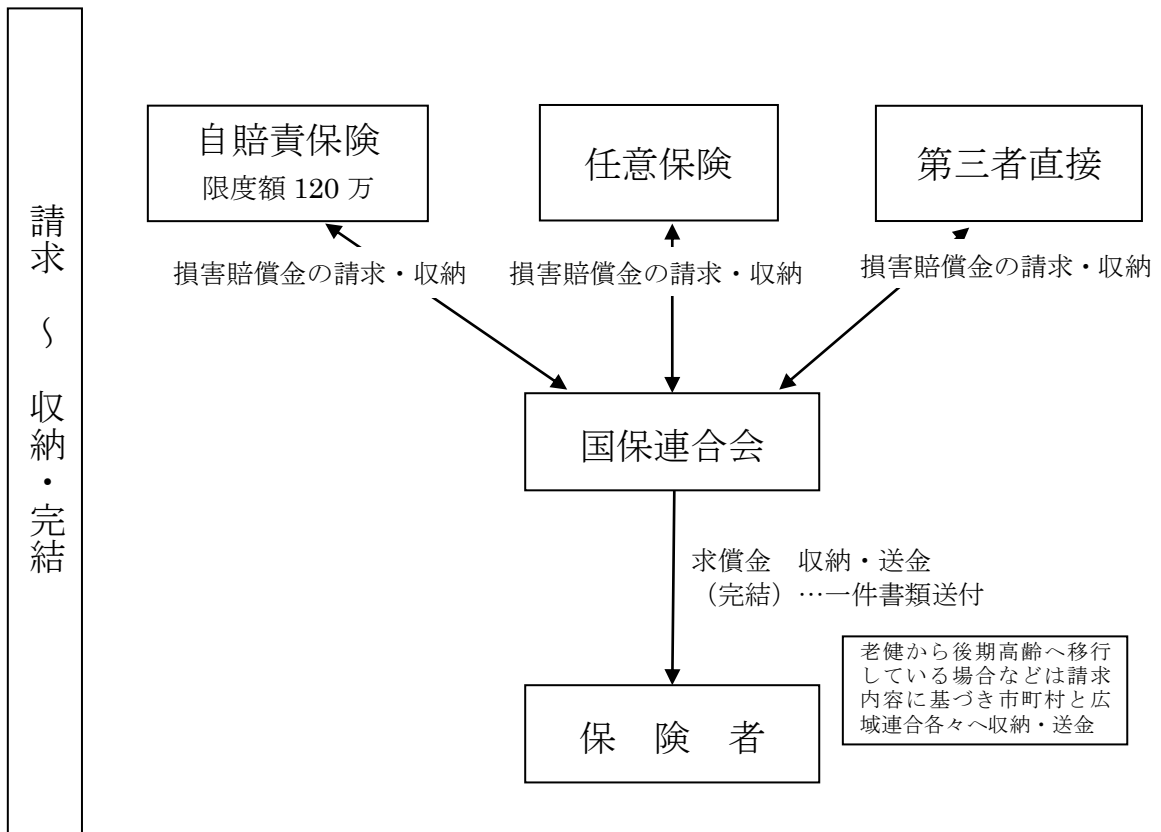 請求 〜 収納・完結
自賠責保険
限度額 120 万
任意保険
第三者直接
損害賠償金の請求・収納
損害賠償金の請求・収納
損害賠償金の請求・収納
国保連合会
求償金　収納・送金
（完結）…一件書類送付
老健から後期高齢へ移行
している場合などは請求
内容に基づき市町村と広
域連合各々へ収納・送金
保　険　者